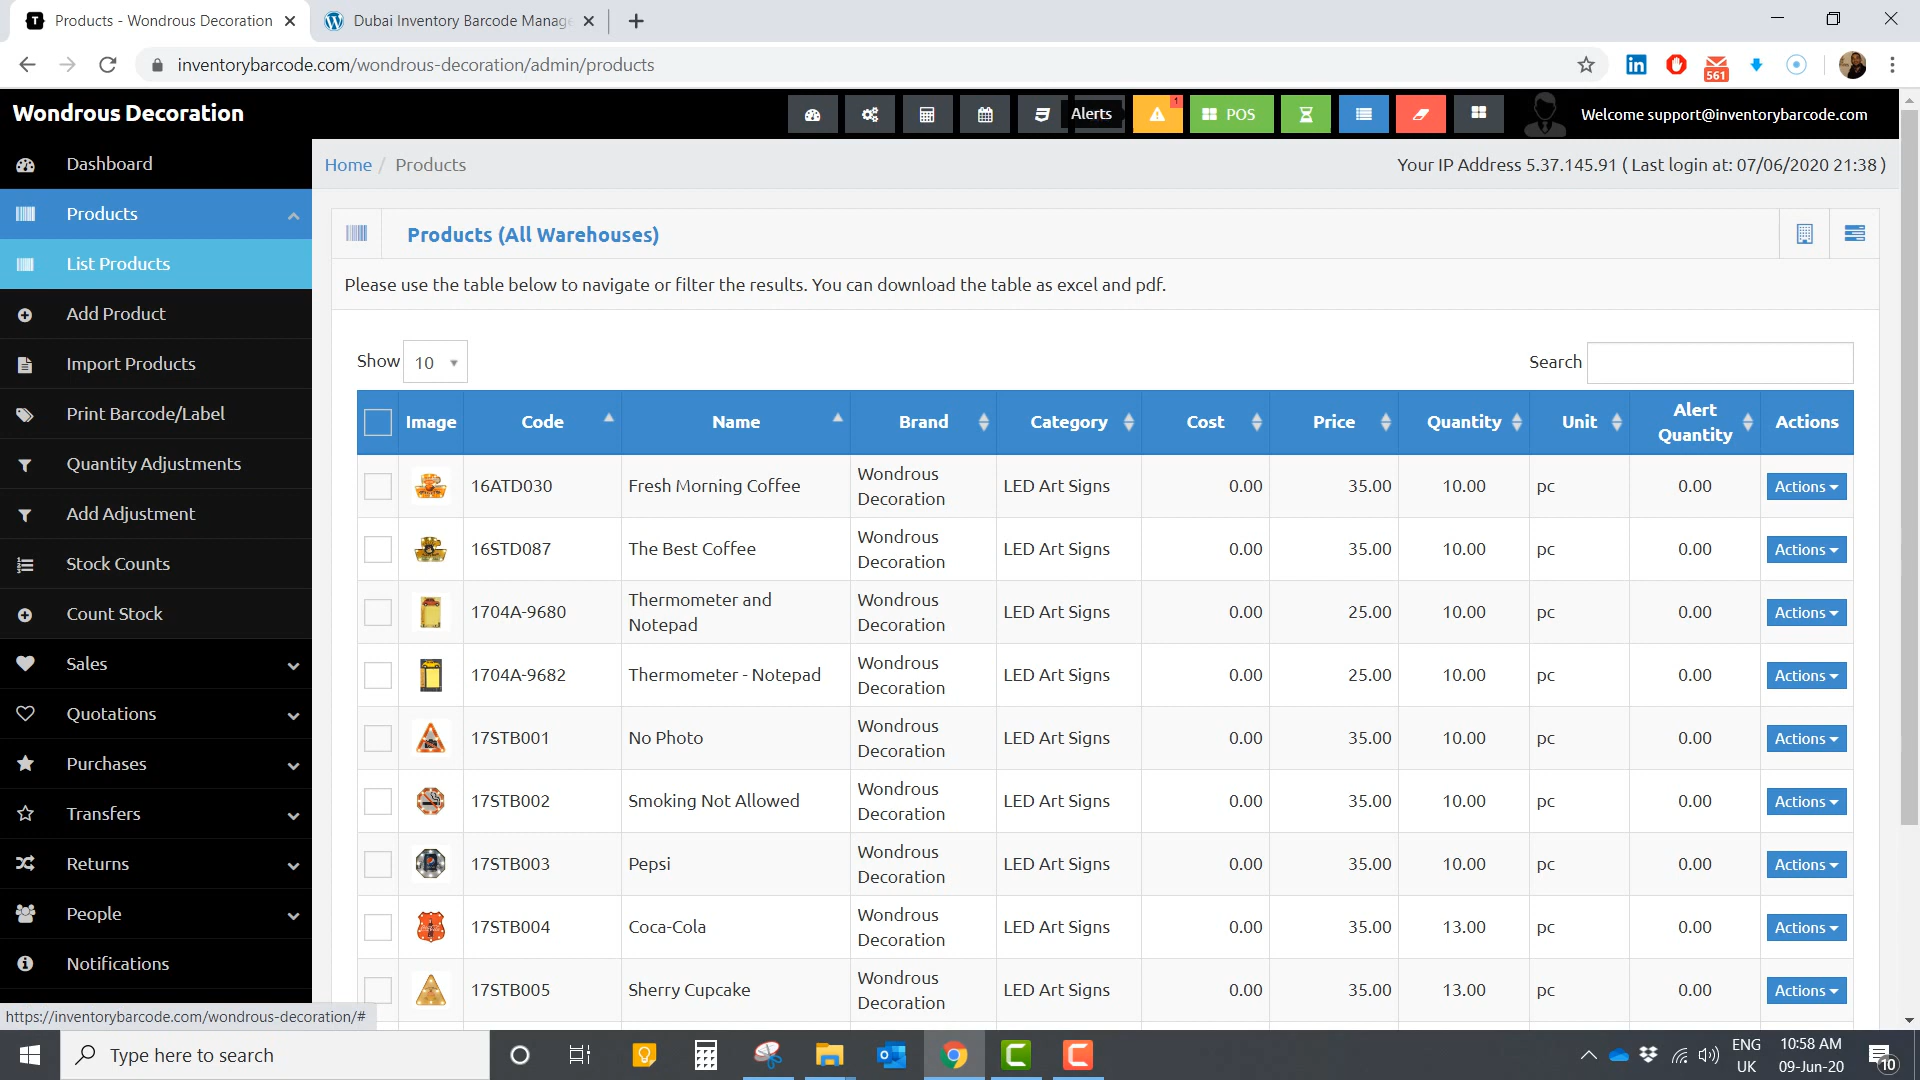 Products - Wondrous Decoration
Dubai Inventory Barcode Manage
inventorybarcode.com/wondrous-decoration/admin/products
561
Wondrous Decoration
Alerts
1
POS
Welcome support@inventorybarcode.com
Dashboard
Products
List Products
Add Product
Import Products
Print Barcode/Label
Quantity Adjustments
Add Adjustment
Stock Counts
Count Stock
Sales
Quotations
Purchases
Transfers
Returns
People
Notifications
https://inventorybarcode.com/wondrous-decoration/#
Home / Products
Your IP Address 5.37.145.91 ( Last login at: 07/06/2020 21:38 )
Products (All Warehouses)
Please use the table below to navigate or filter the results. You can download the table as excel and pdf.
Show 10
Search
Image Code Name Brand Category Cost Price Quantity Unit Alert Quantity Actions
16ATD030 Fresh Morning Coffee Wondrous Decoration LED Art Signs 0.00 35.00 10.00 pc 0.00 Actions
16STD087 The Best Coffee Wondrous Decoration LED Art Signs 0.00 35.00 10.00 pc 0.00 Actions
1704A-9680 Thermometer and Notepad Wondrous Decoration LED Art Signs 0.00 25.00 10.00 pc 0.00 Actions
1704A-9682 Thermometer - Notepad Wondrous Decoration LED Art Signs 0.00 25.00 10.00 pc 0.00 Actions
17STB001 No Photo Wondrous Decoration LED Art Signs 0.00 35.00 10.00 pc 0.00 Actions
17STB002 Smoking Not Allowed Wondrous Decoration LED Art Signs 0.00 35.00 10.00 pc 0.00 Actions
17STB003 Pepsi Wondrous Decoration LED Art Signs 0.00 35.00 10.00 pc 0.00 Actions
17STB004 Coca-Cola Wondrous Decoration LED Art Signs 0.00 35.00 13.00 pc 0.00 Actions
17STB005 Sherry Cupcake Wondrous Decoration LED Art Signs 0.00 35.00 13.00 pc 0.00 Actions
Type here to search
ENG
UK
10:58 AM
09-Jun-20
10